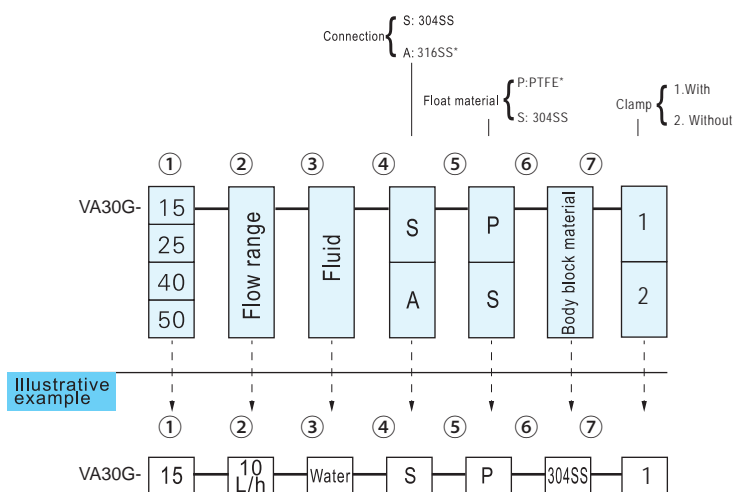 S: 304SS
Connection{
A: 316SS*
P:PTFE*
Float material{
S: 304SS
1.With
Clamp{
2. Without
① ② ③ ④ ⑤ ⑥ ⑦
VA30G-
15
25
40
50
Flow range
Fluid
S
A
P
S
Body block material
1
2
Illustrative
example
① ② ③ ④ ⑤ ⑥ ⑦
VA30G-
15
10
L/h
Water
S
P
304SS
1